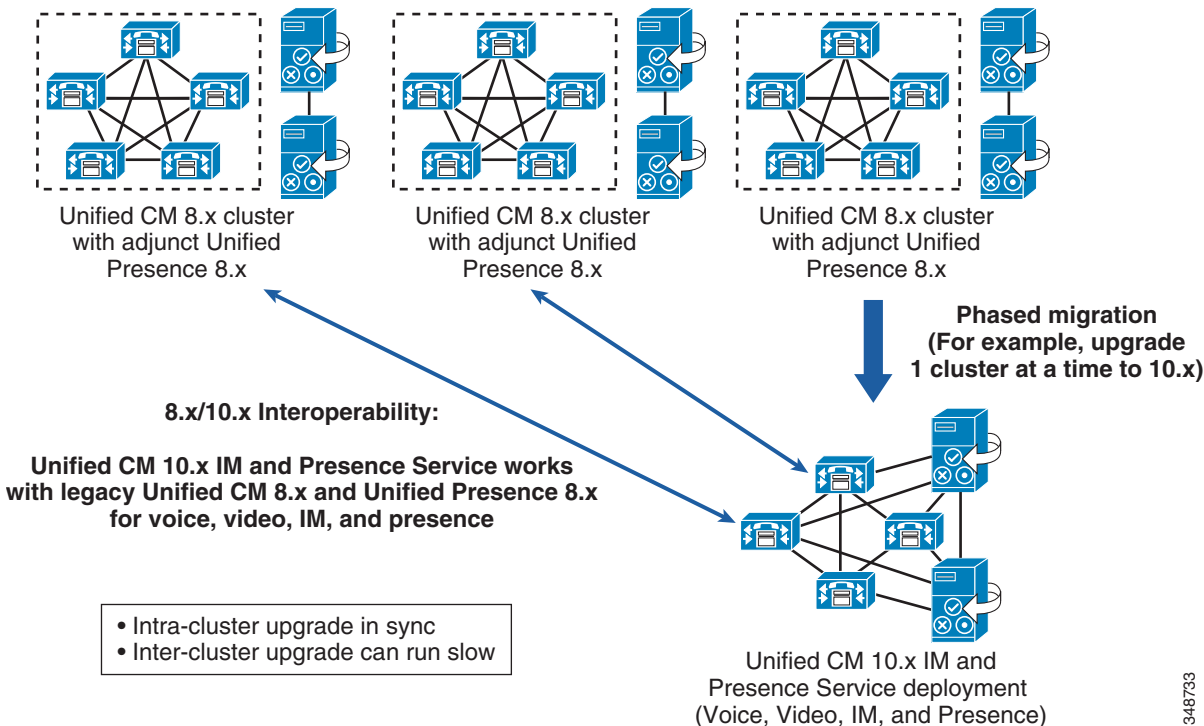 Unified CM 8.x cluster
with adjunct Unified
Presence 8.x
Unified CM 8.x cluster
with adjunct Unified
Presence 8.x
Unified CM 8.x cluster
with adjunct Unified
Presence 8.x
Phased migration
(For example, upgrade
1 cluster at a time to 10.x)
8.x/10.x Interoperability:
Unified CM 10.x IM and Presence Service works
with legacy Unified CM 8.x and Unified Presence 8.x
for voice, video, IM, and presence
• Intra-cluster upgrade in sync
• Inter-cluster upgrade can run slow
Unified CM 10.x IM and
Presence Service deployment
(Voice, Video, IM, and Presence)
348733